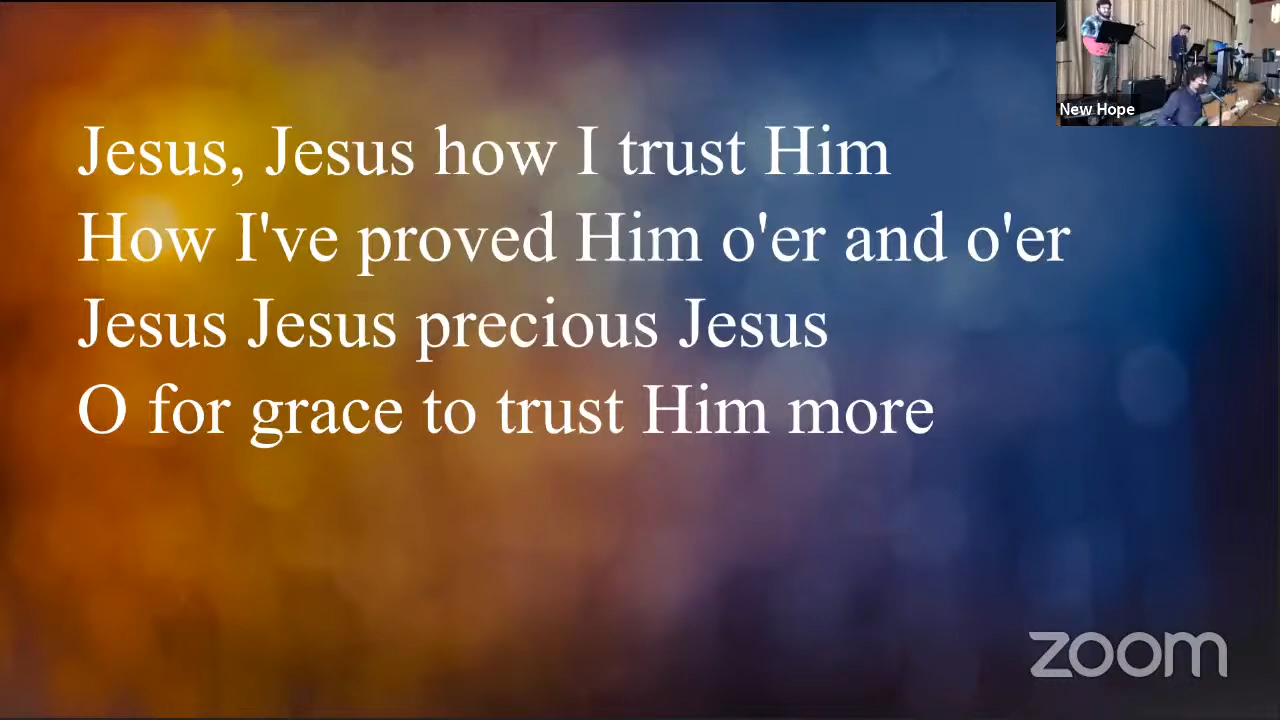 New Hope
Jesus, Jesus how I trust Him
How I've proved Him o'er and o'er
Jesus Jesus precious Jesus
O for grace to trust Him more
zoom